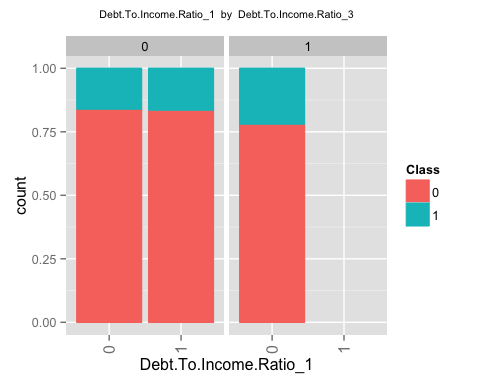 Debt.To.Income.Ratio_1 by Debt.To.Income.Ratio_3
0 1
1.00
0.75
0.50
0.25
0.00
count
0 1 0 1
Debt.To.Income.Ratio_1
Class
0
1